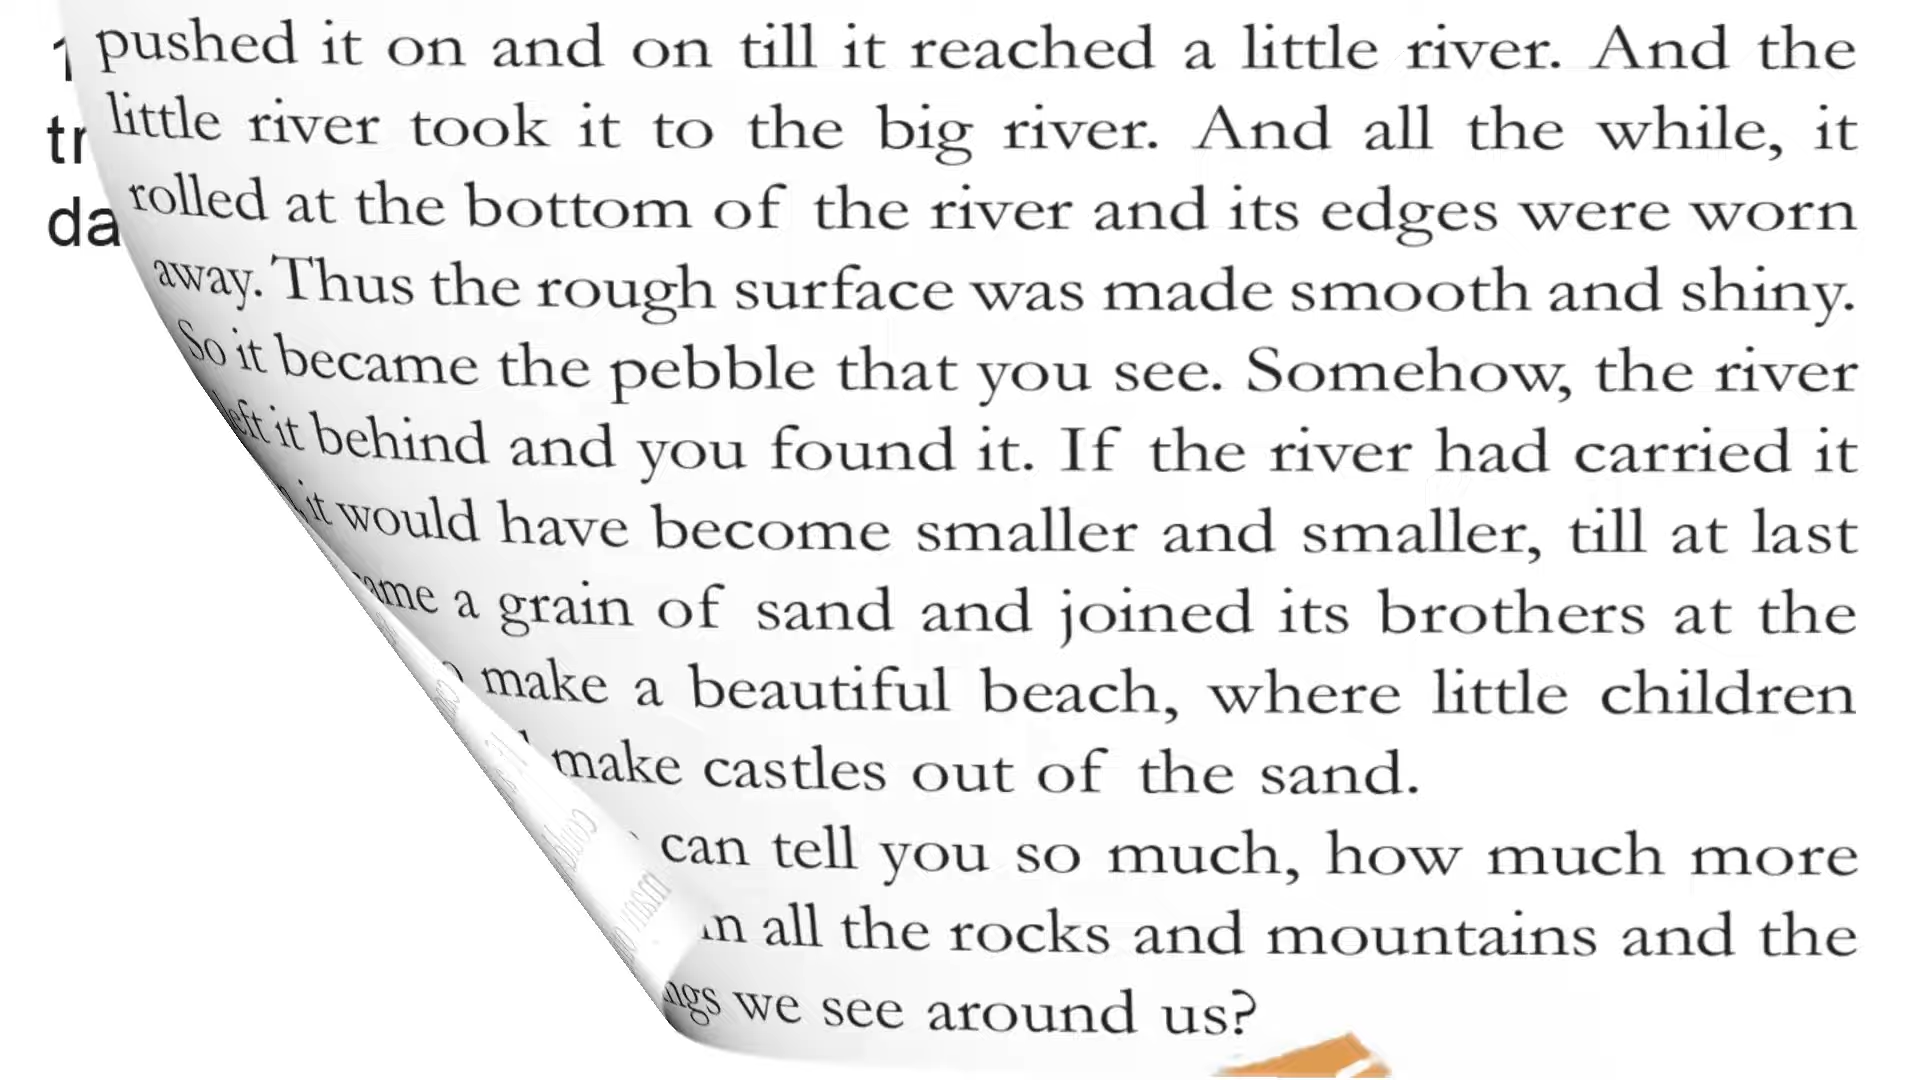 pushed it on and on till it reached a little river. And the
little river took it to the big river. And all the while, it
rolled at the bottom of the river and its edges were worn
away. Thus the rough surface was made smooth and shiny.
So it became the pebble that you see. Somehow, the river
left it behind and you found it. If the river had carried it
it would have become smaller and smaller, till at last
a grain of sand and joined its brothers at the
make a beautiful beach, where little children
make castles out of the sand.
can tell you so much, how much more
in all the rocks and mountains and the
we see around us?